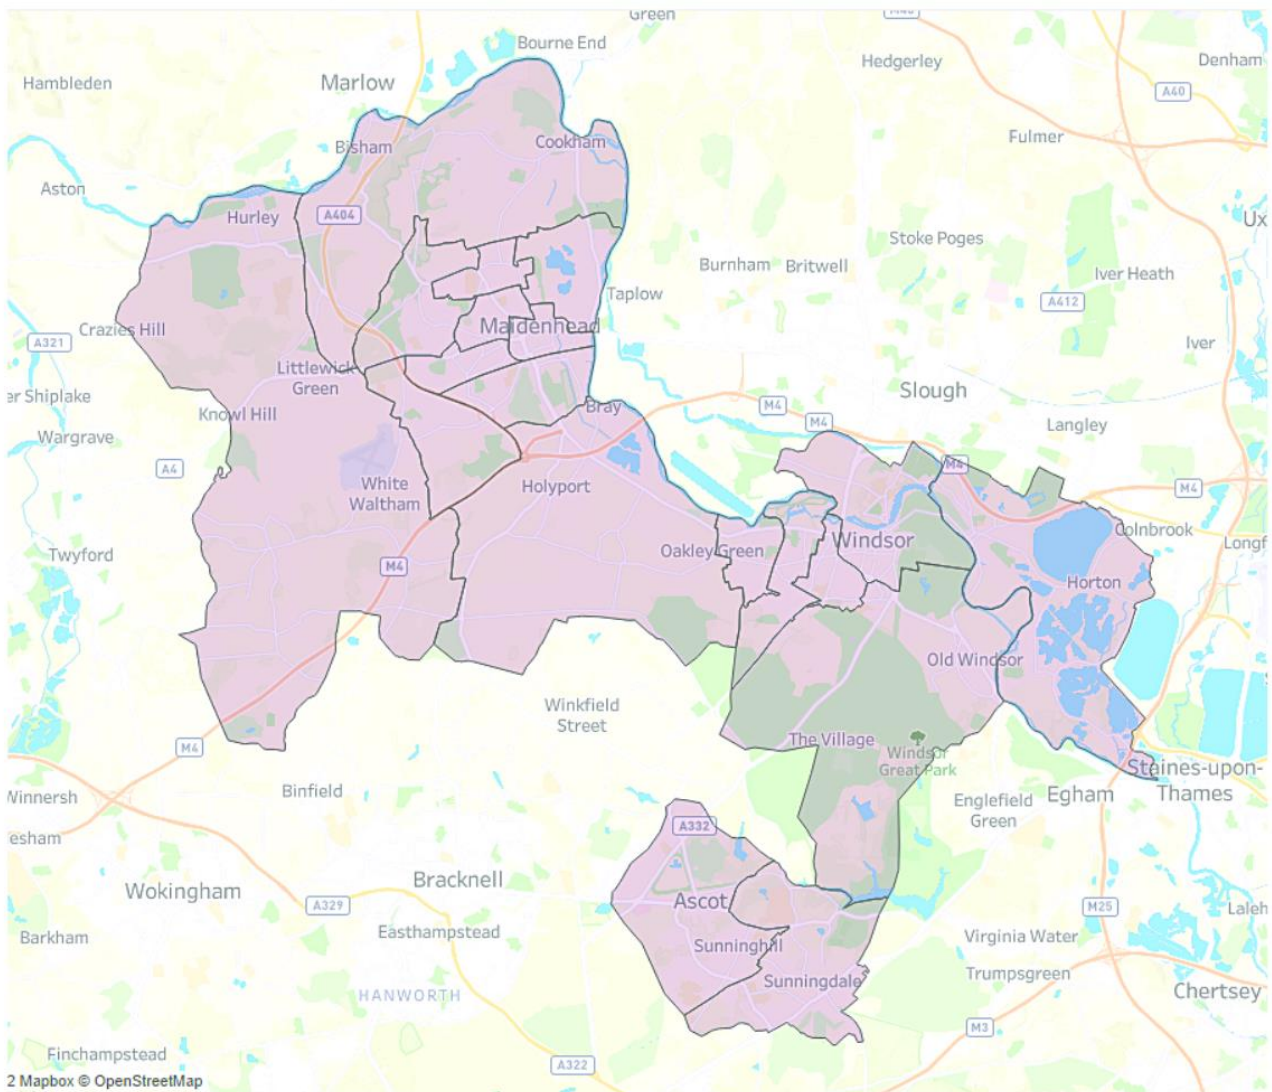 Green
M40
Bourne End
Hedgerley
Denham
Hambleden
Marlow
A40
Fulmer
Bisham
Cookham
Aston
Hurley
A404
Ux
Stoke Poges
Burnham
Britwell
Iver Heath
Taplow
A412
Crazies Hill
Maidenhead
A321
Iver
Littlewick
Green
Slough
er Shiplake
Knowl Hill
Bray
M4
M4
Langley
Wargrave
A4
M4
White
Waltham
Holyport
M4
Colnbrook
Windsor
Longf
Twyford
Oakley Green
M4
Horton
Old Windsor
Winkfield
Street
The Village
M4
Windsor
Great Park
Staines-upon-
Thames
Binfield
Egham
Winnersh
Englefield
Green
A332
esham
Bracknell
Wokingham
Ascot
A329
M25
Laleh
Barkham
Easthampstead
Sunninghill
Virginia Water
Trumpsgreen
Sunningdale
Chertsey
HANWORTH
M3
Finchampstead
A322
2 Mapbox © OpenStreetMap